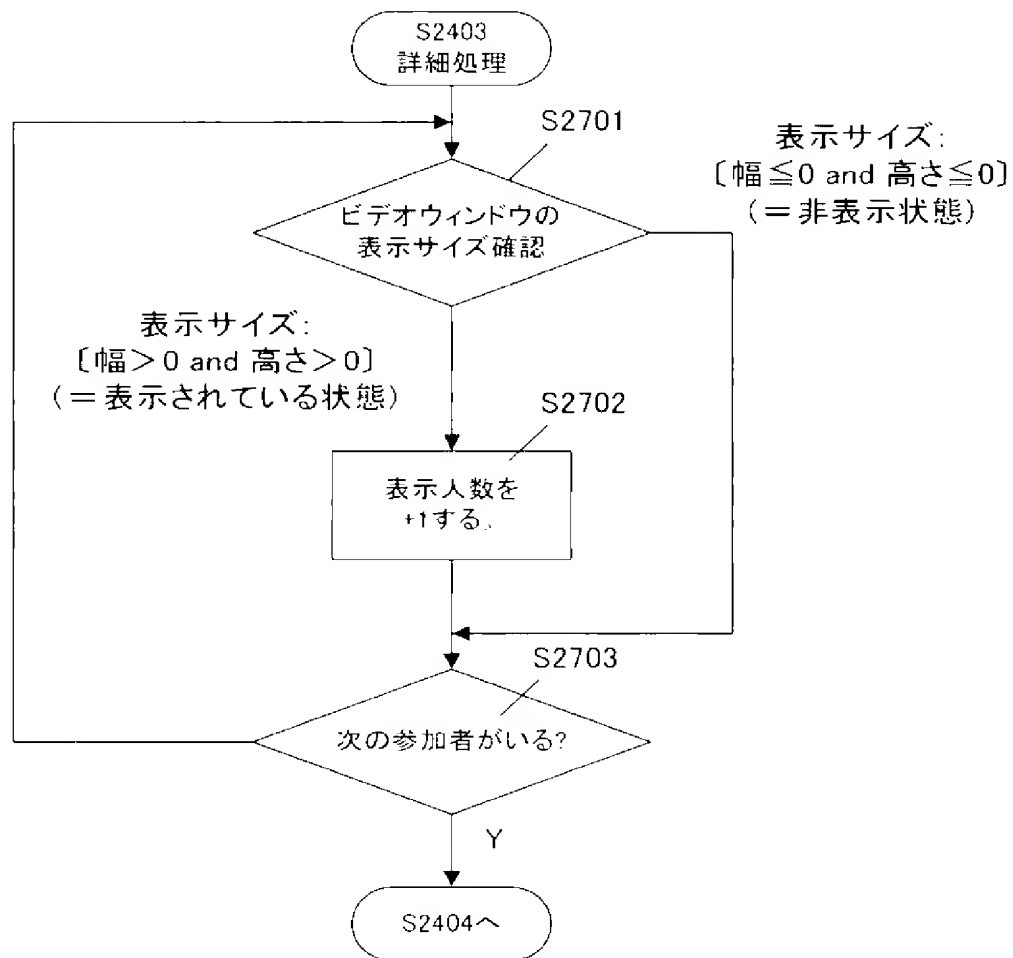 S2403
詳細処理
S2701
表示サイズ:
〔幅≦0 and 高さ≦0〕
(＝非表示状態)
ビデオウィンドウの
表示サイズ確認
表示サイズ:
〔幅＞0 and 高さ＞0〕
(＝表示されている状態)
S2702
表示人数を
+1する。
S2703
次の参加者がいる?
Y
S2404へ